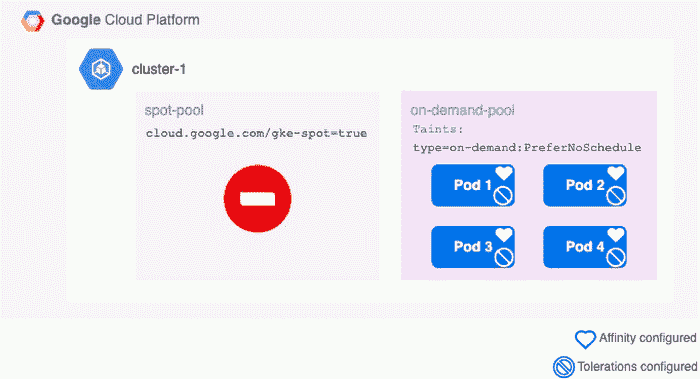 Google Cloud Platform
cluster-1
spot-pool
cloud.google.com/gke-spot=true
on-demand-pool
Taints:
type=on-demand:PreferNoSchedule
Pod 1
Pod 2
Pod 3
Pod 4
Affinity configured
Tolerations configured